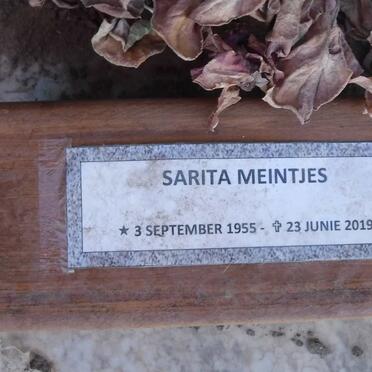 SARITA MEINTJES
★ 3 SEPTEMBER 1955 - ✞ 23 JUNIE 2019